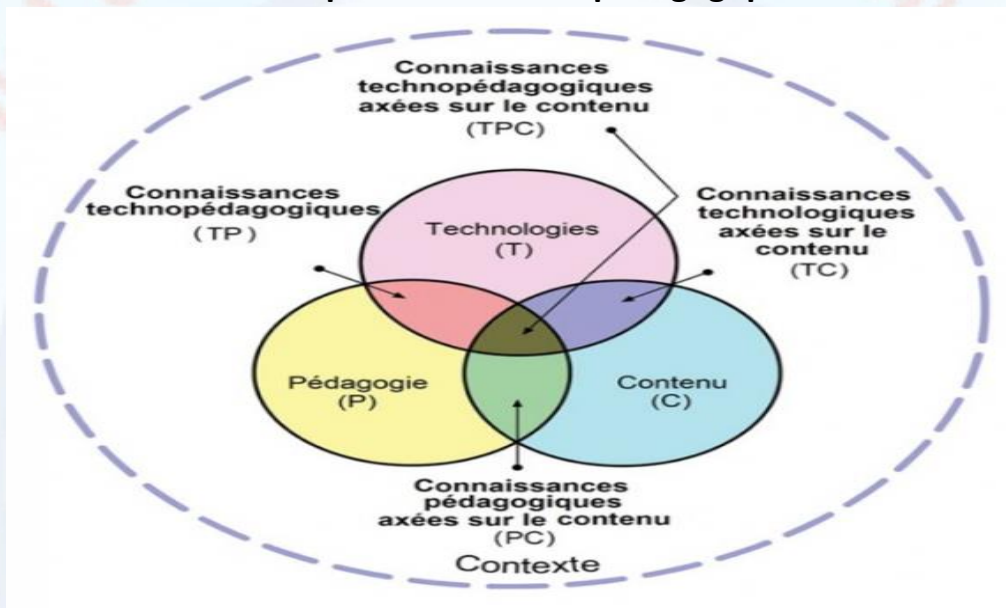 Connaissances
technopédagogiques
axées sur le contenu
(TPC)
Connaissances
technopédagogiques
(TP)
Connaissances
technologiques
axées sur le
contenu
(TC)
Technologies
(T)
Pédagogie
(P)
Contenu
(C)
Connaissances
pédagogiques
axées sur le contenu
(PC)
Contexte